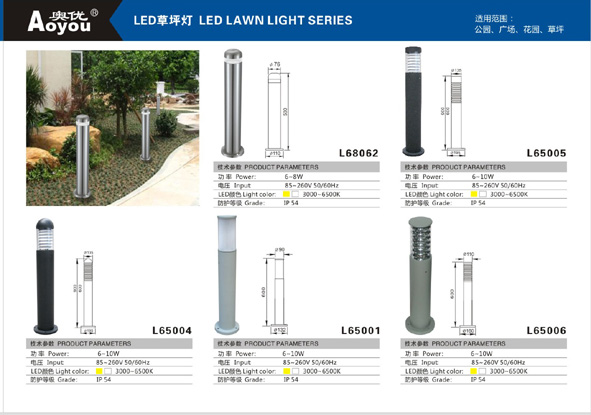 奥优®
Aoyou
LED草坪灯 LED LAWN LIGHT SERIES
适用范围：
公园、广场、花园、草坪
L68062
技术参数 PRODUCT PARAMETERS
功 率 Power: 6~8W
电压 Input: 85~260V 50/60Hz
LED颜色 Light color: 3000~6500K
防护等级 Grade: IP 54
L65005
技术参数 PRODUCT PARAMETERS
功 率 Power: 6~10W
电压 Input: 85~260V 50/60Hz
LED颜色 Light color: 3000~6500K
防护等级 Grade: IP 54
L65004
技术参数 PRODUCT PARAMETERS
功 率 Power: 6~10W
电压 Input: 85~260V 50/60Hz
LED颜色 Light color: 3000~6500K
防护等级 Grade: IP 54
L65001
技术参数 PRODUCT PARAMETERS
功 率 Power: 6~10W
电压 Input: 85~260V 50/60Hz
LED颜色 Light color: 3000~6500K
防护等级 Grade: IP 54
L65006
技术参数 PRODUCT PARAMETERS
功 率 Power: 6~10W
电压 Input: 85~260V 50/60Hz
LED颜色 Light color: 3000~6500K
防护等级 Grade: IP 54